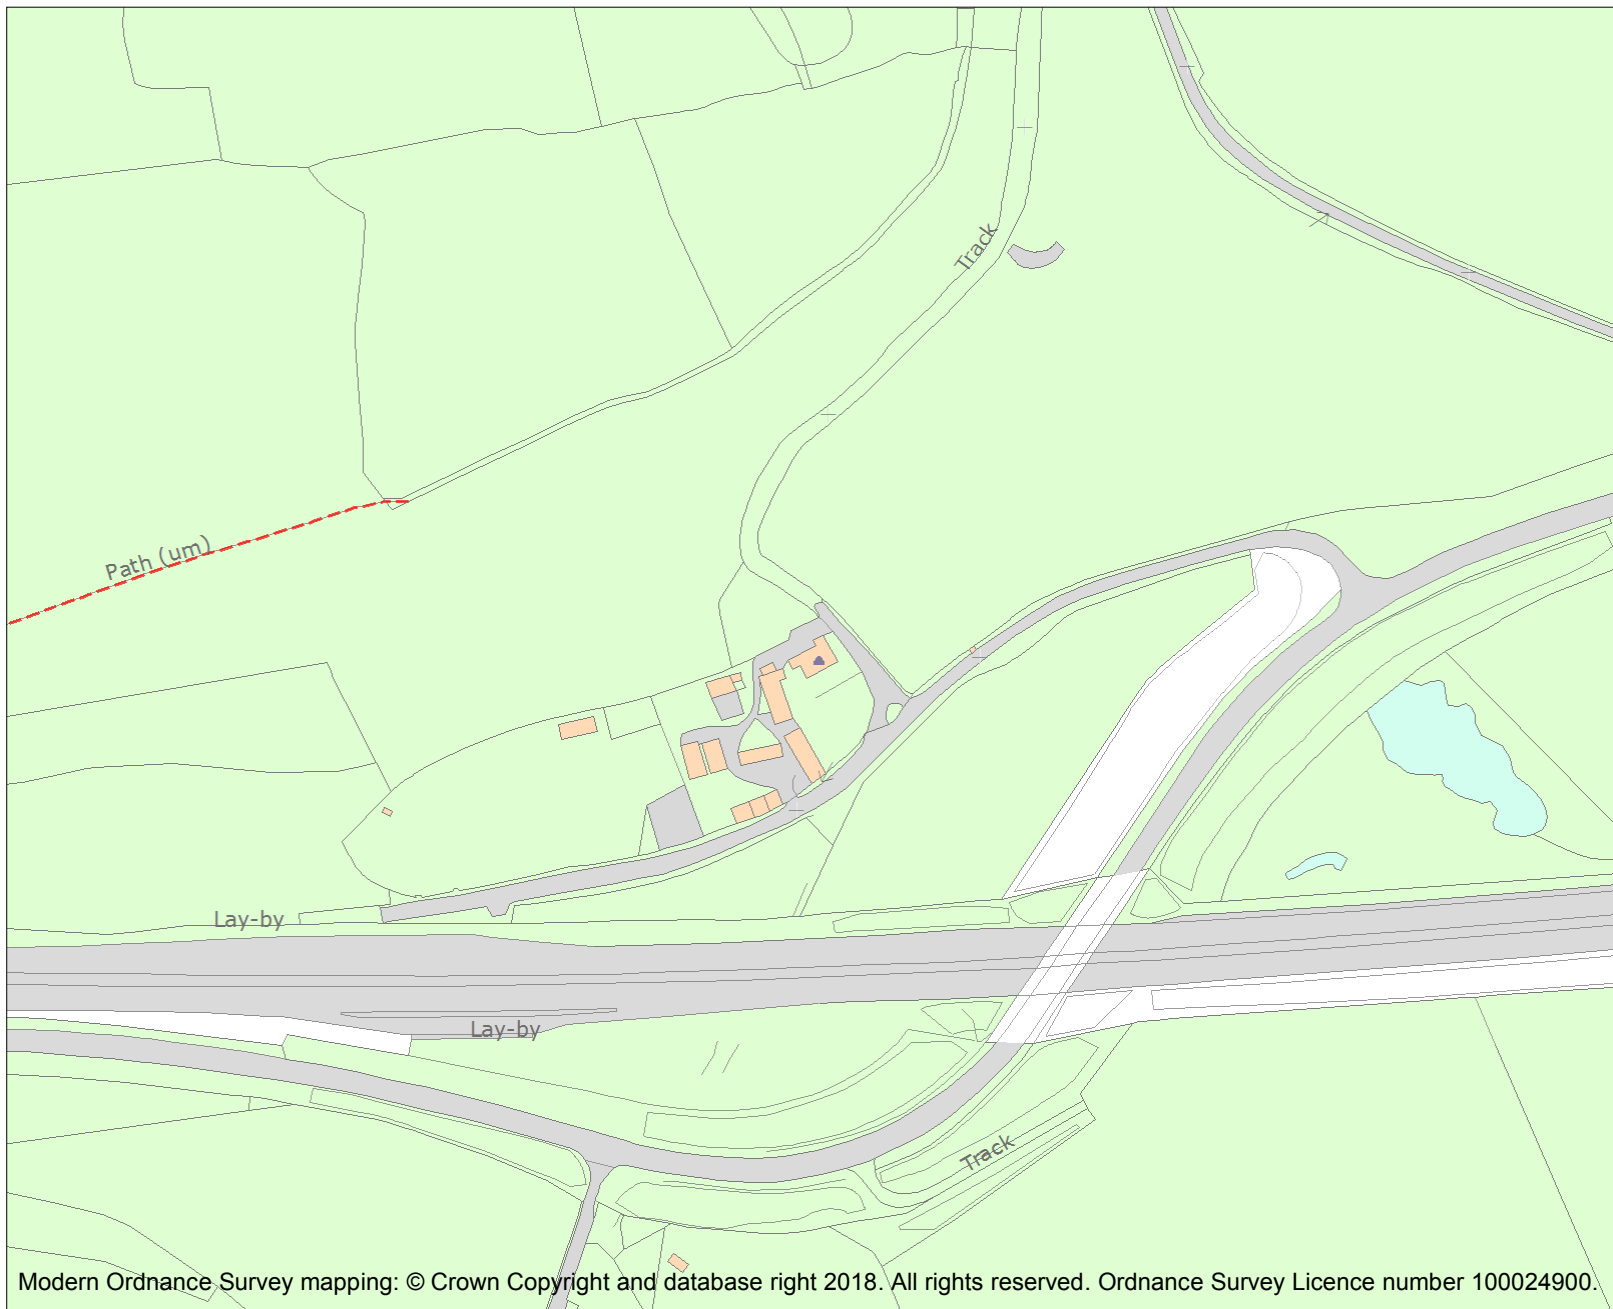 Track
Path (um)
Lay-by
Lay-by
Track
Modern Ordnance Survey mapping: © Crown Copyright and database right 2018. All rights reserved. Ordnance Survey Licence number 100024900.